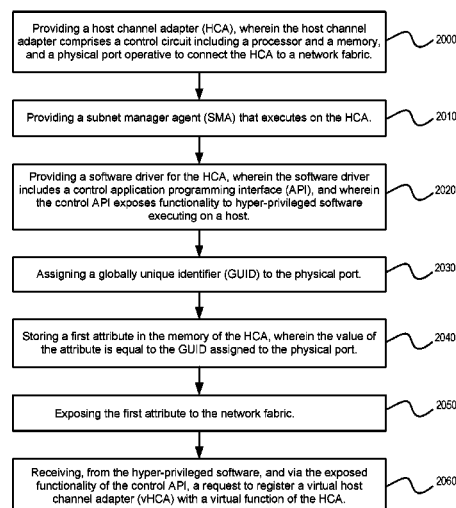 Providing a host channel adapter (HCA), wherein the host channel
adapter comprises a control circuit including a processor and a memory,
and a physical port operative to connect the HCA to a network fabric.
2000
Providing a subnet manager agent (SMA) that executes on the HCA.
2010
Providing a software driver for the HCA, wherein the software driver
includes a control application programming interface (API), and wherein
the control API exposes functionality to hyper-privileged software
executing on a host.
2020
Assigning a globally unique identifier (GUID) to the physical port.
2030
Storing a first attribute in the memory of the HCA, wherein the value of
the attribute is equal to the GUID assigned to the physical port.
2040
Exposing the first attribute to the network fabric.
2050
Receiving, from the hyper-privileged software, and via the exposed
functionality of the control API, a request to register a virtual host
channel adapter (vHCA) with a virtual function of the HCA.
2060